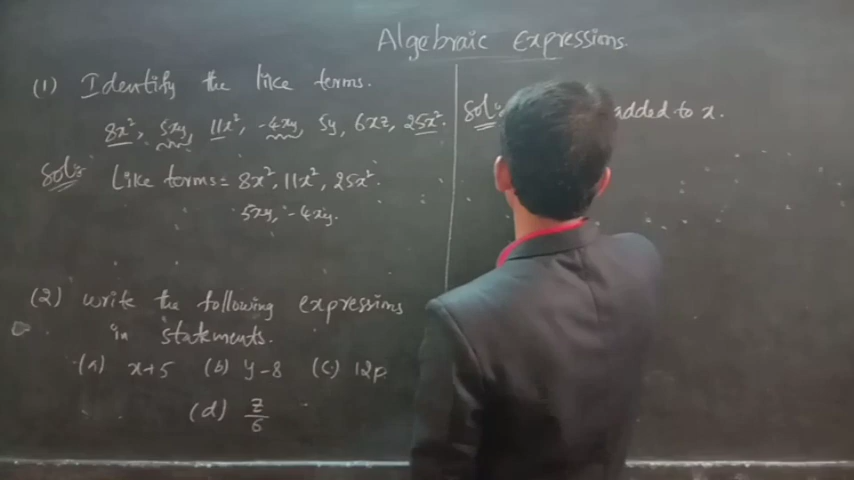 Algebraic Expressions.
(1) Identify the like terms.
8x², 5xy, 11x², -4xy, 5y, 6xz, 25x².
Sol:
Like terms = 8x², 11x², 25x².
5xy, -4xy.
(2) Write the following expressions
in statements.
(a) x+5 (b) y-8 (c) 12p
(d) z/6
Sol:
added to x.